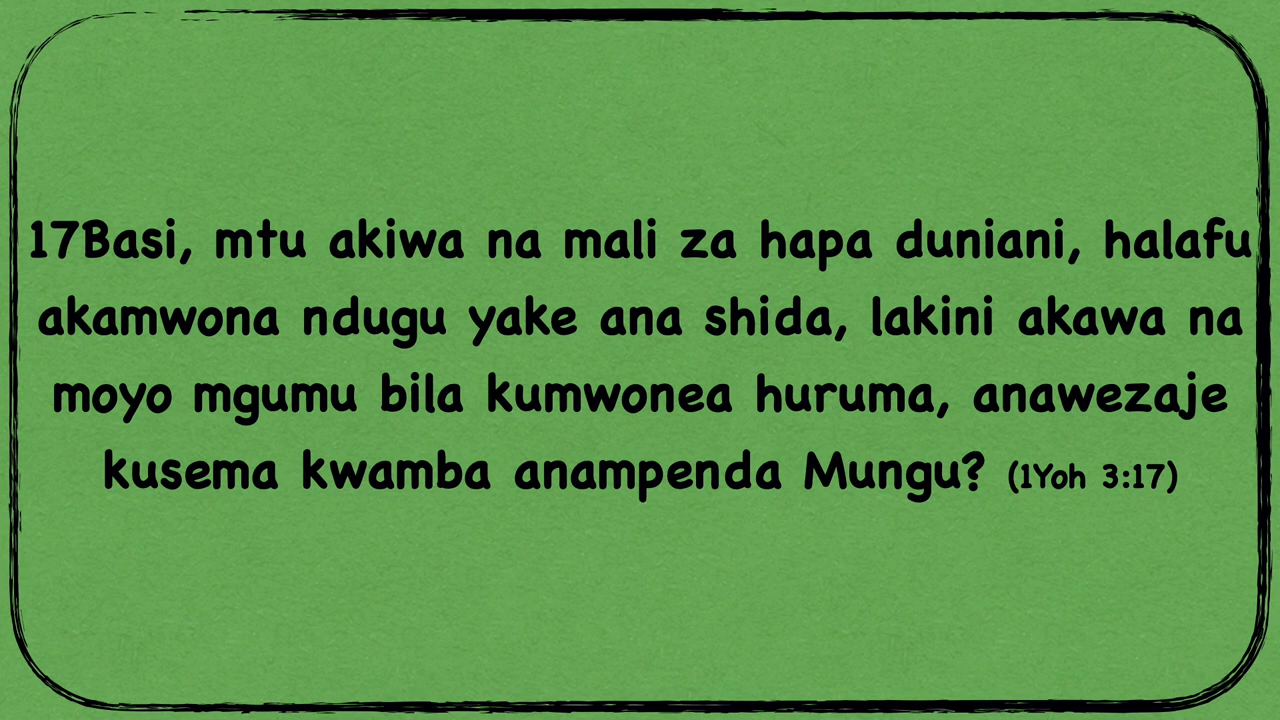 17Basi, mtu akiwa na mali za hapa duniani, halafu
akamwona ndugu yake ana shida, lakini akawa na
moyo mgumu bila kumwonea huruma, anawezaje
kusema kwamba anampenda Mungu? (1Yoh 3:17)